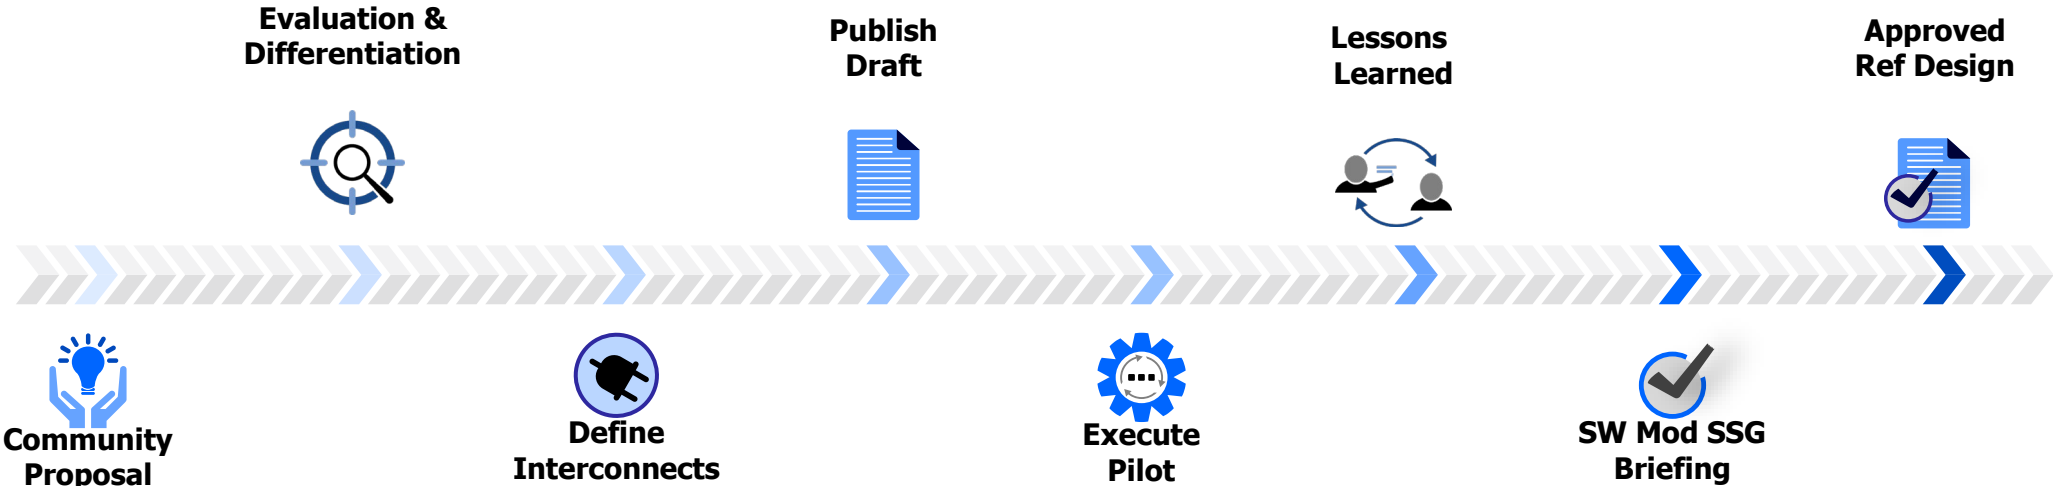 Evaluation &
Differentiation
Publish
Draft
Lessons
Learned
Approved
Ref Design
Community
Proposal
Define
Interconnects
Execute
Pilot
SW Mod SSG
Briefing